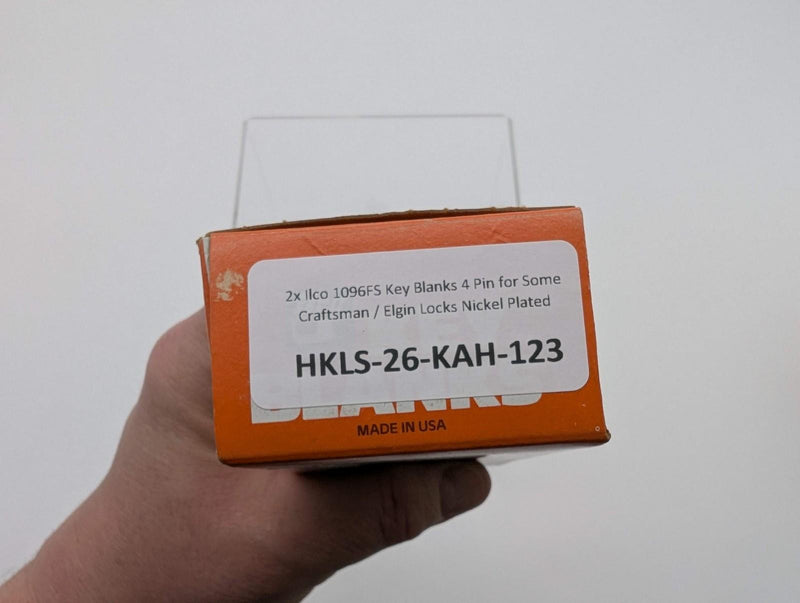 2x Ilco 1096FS Key Blanks 4 Pin for Some
Craftsman / Elgin Locks Nickel Plated
HKLS-26-KAH-123
BLANKS
MADE IN USA